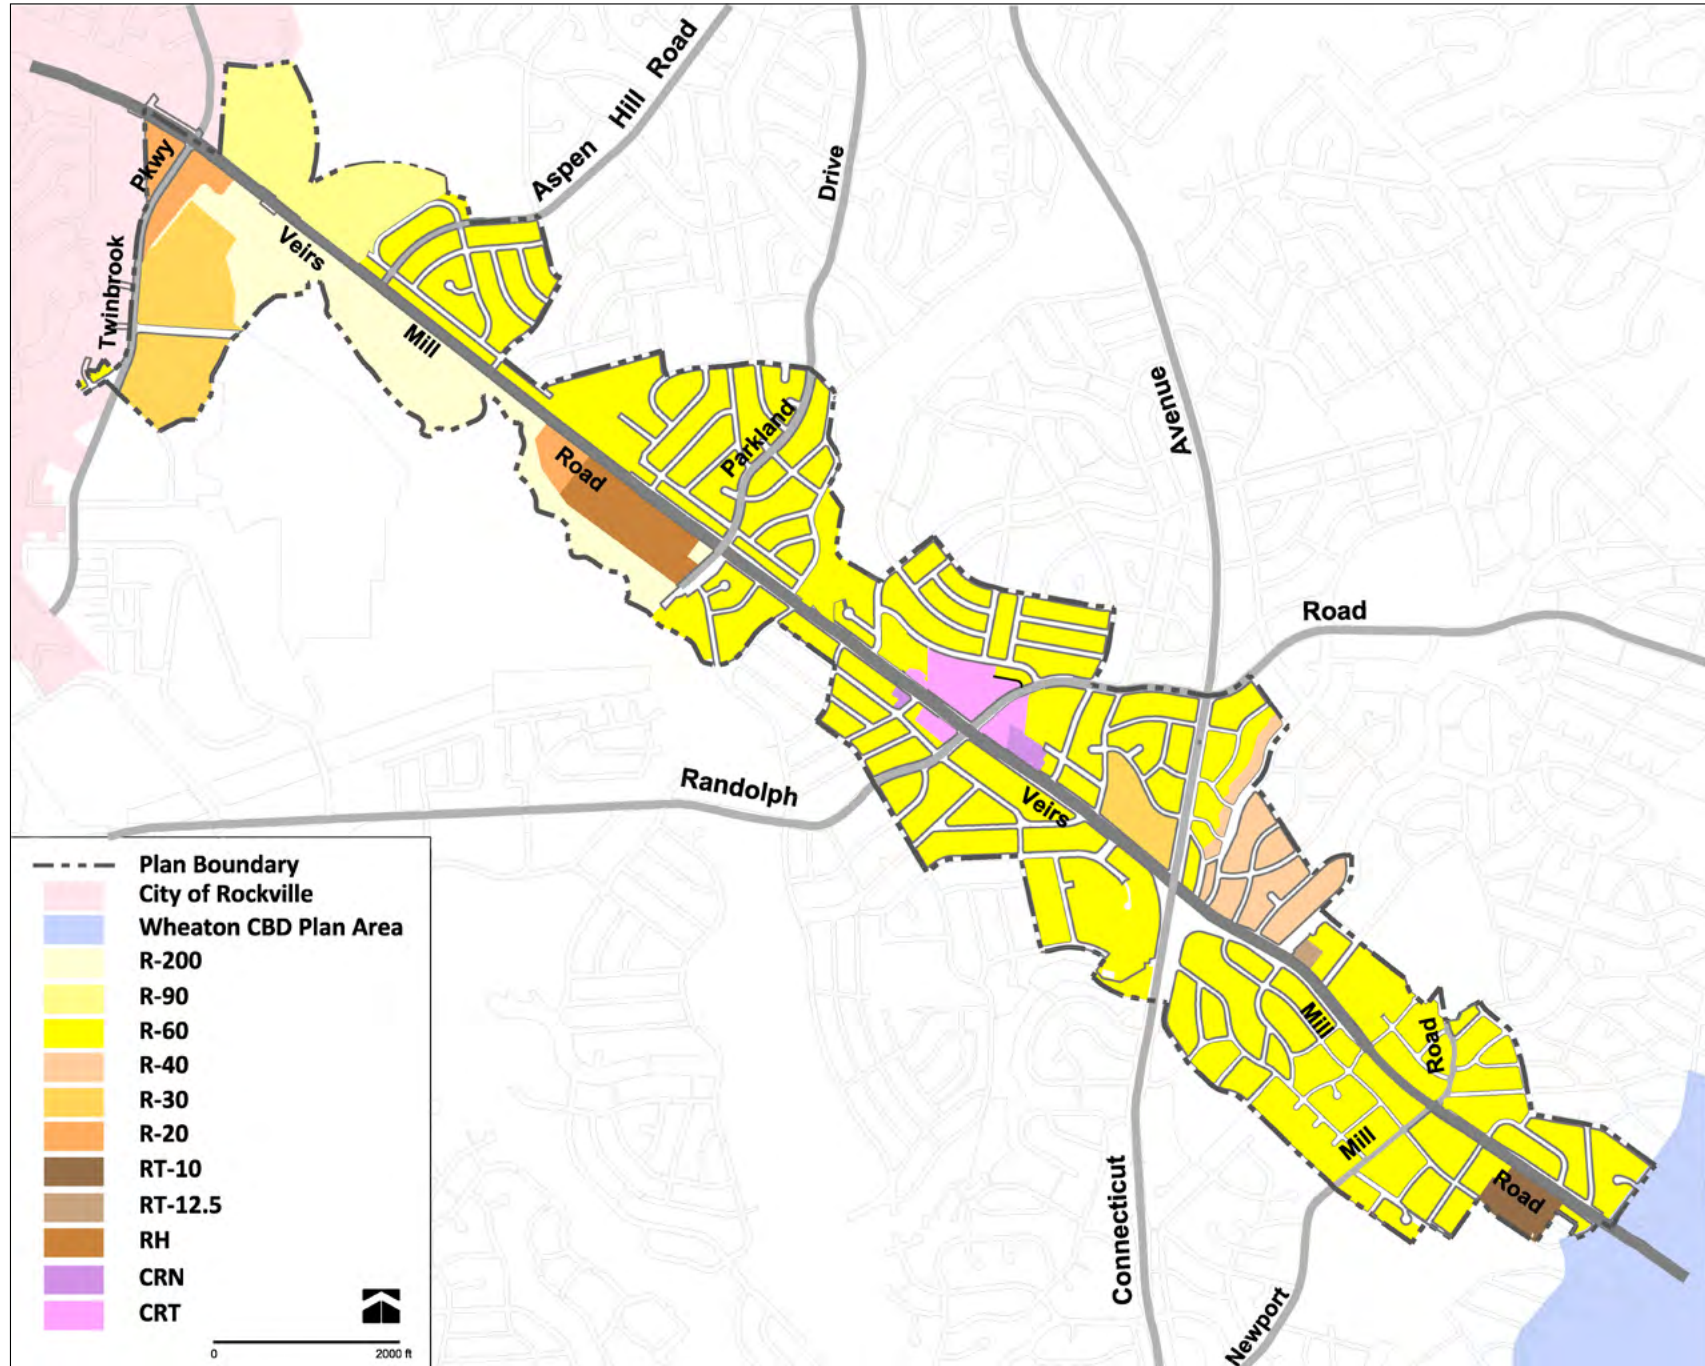 Aspen Hill Road
Drive
Pkwy
Twinbrook
Veirs
Mill
Road
Parkland
Avenue
Road
Randolph
Veirs
Mill
Road
Mill
Road
Connecticut
Newport
Plan Boundary
City of Rockville
Wheaton CBD Plan Area
R-200
R-90
R-60
R-40
R-30
R-20
RT-10
RT-12.5
RH
CRN
CRT
0 2000 ft